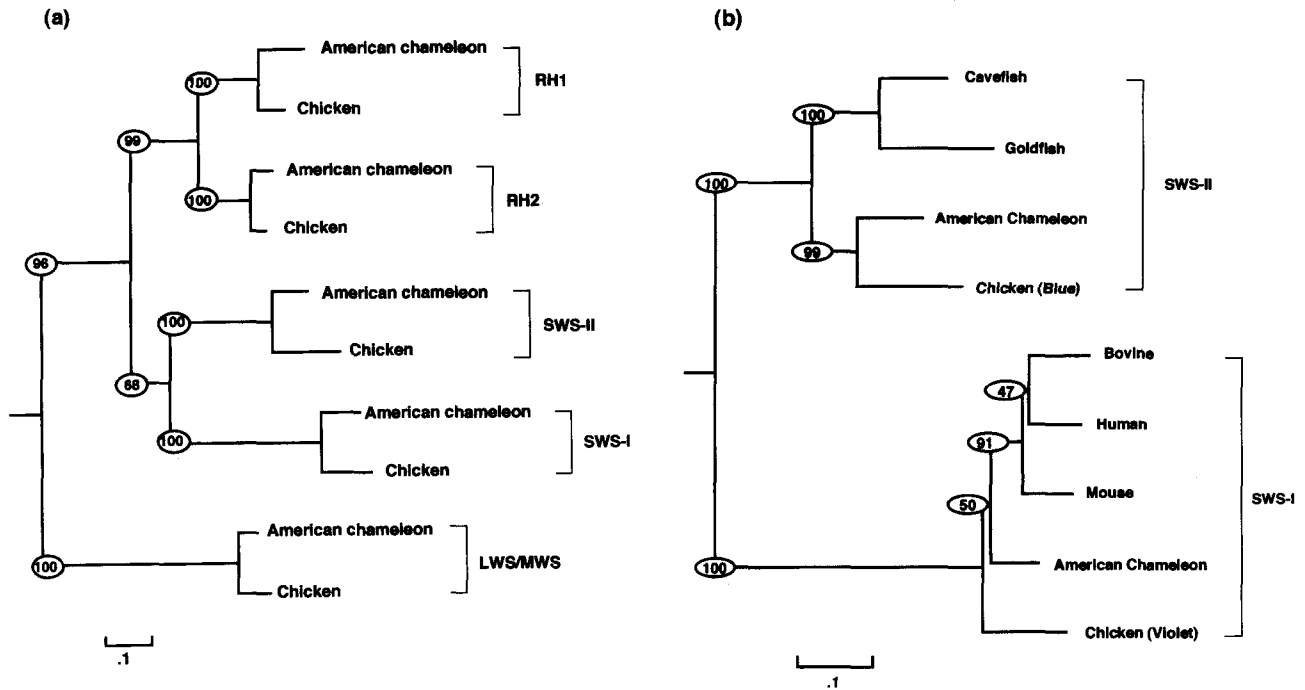 (a)
American chameleon
100
RH1
Chicken
99
American chameleon
100
RH2
Chicken
96
American chameleon
100
SWS-II
Chicken
68
American chameleon
100
SWS-I
Chicken
American chameleon
100
LWS/MWS
Chicken
.1
(b)
Cavefish
100
Goldfish
100
SWS-II
American Chameleon
99
Chicken (Blue)
Bovine
47
Human
91
Mouse
SWS-I
50
American Chameleon
100
Chicken (Violet)
.1